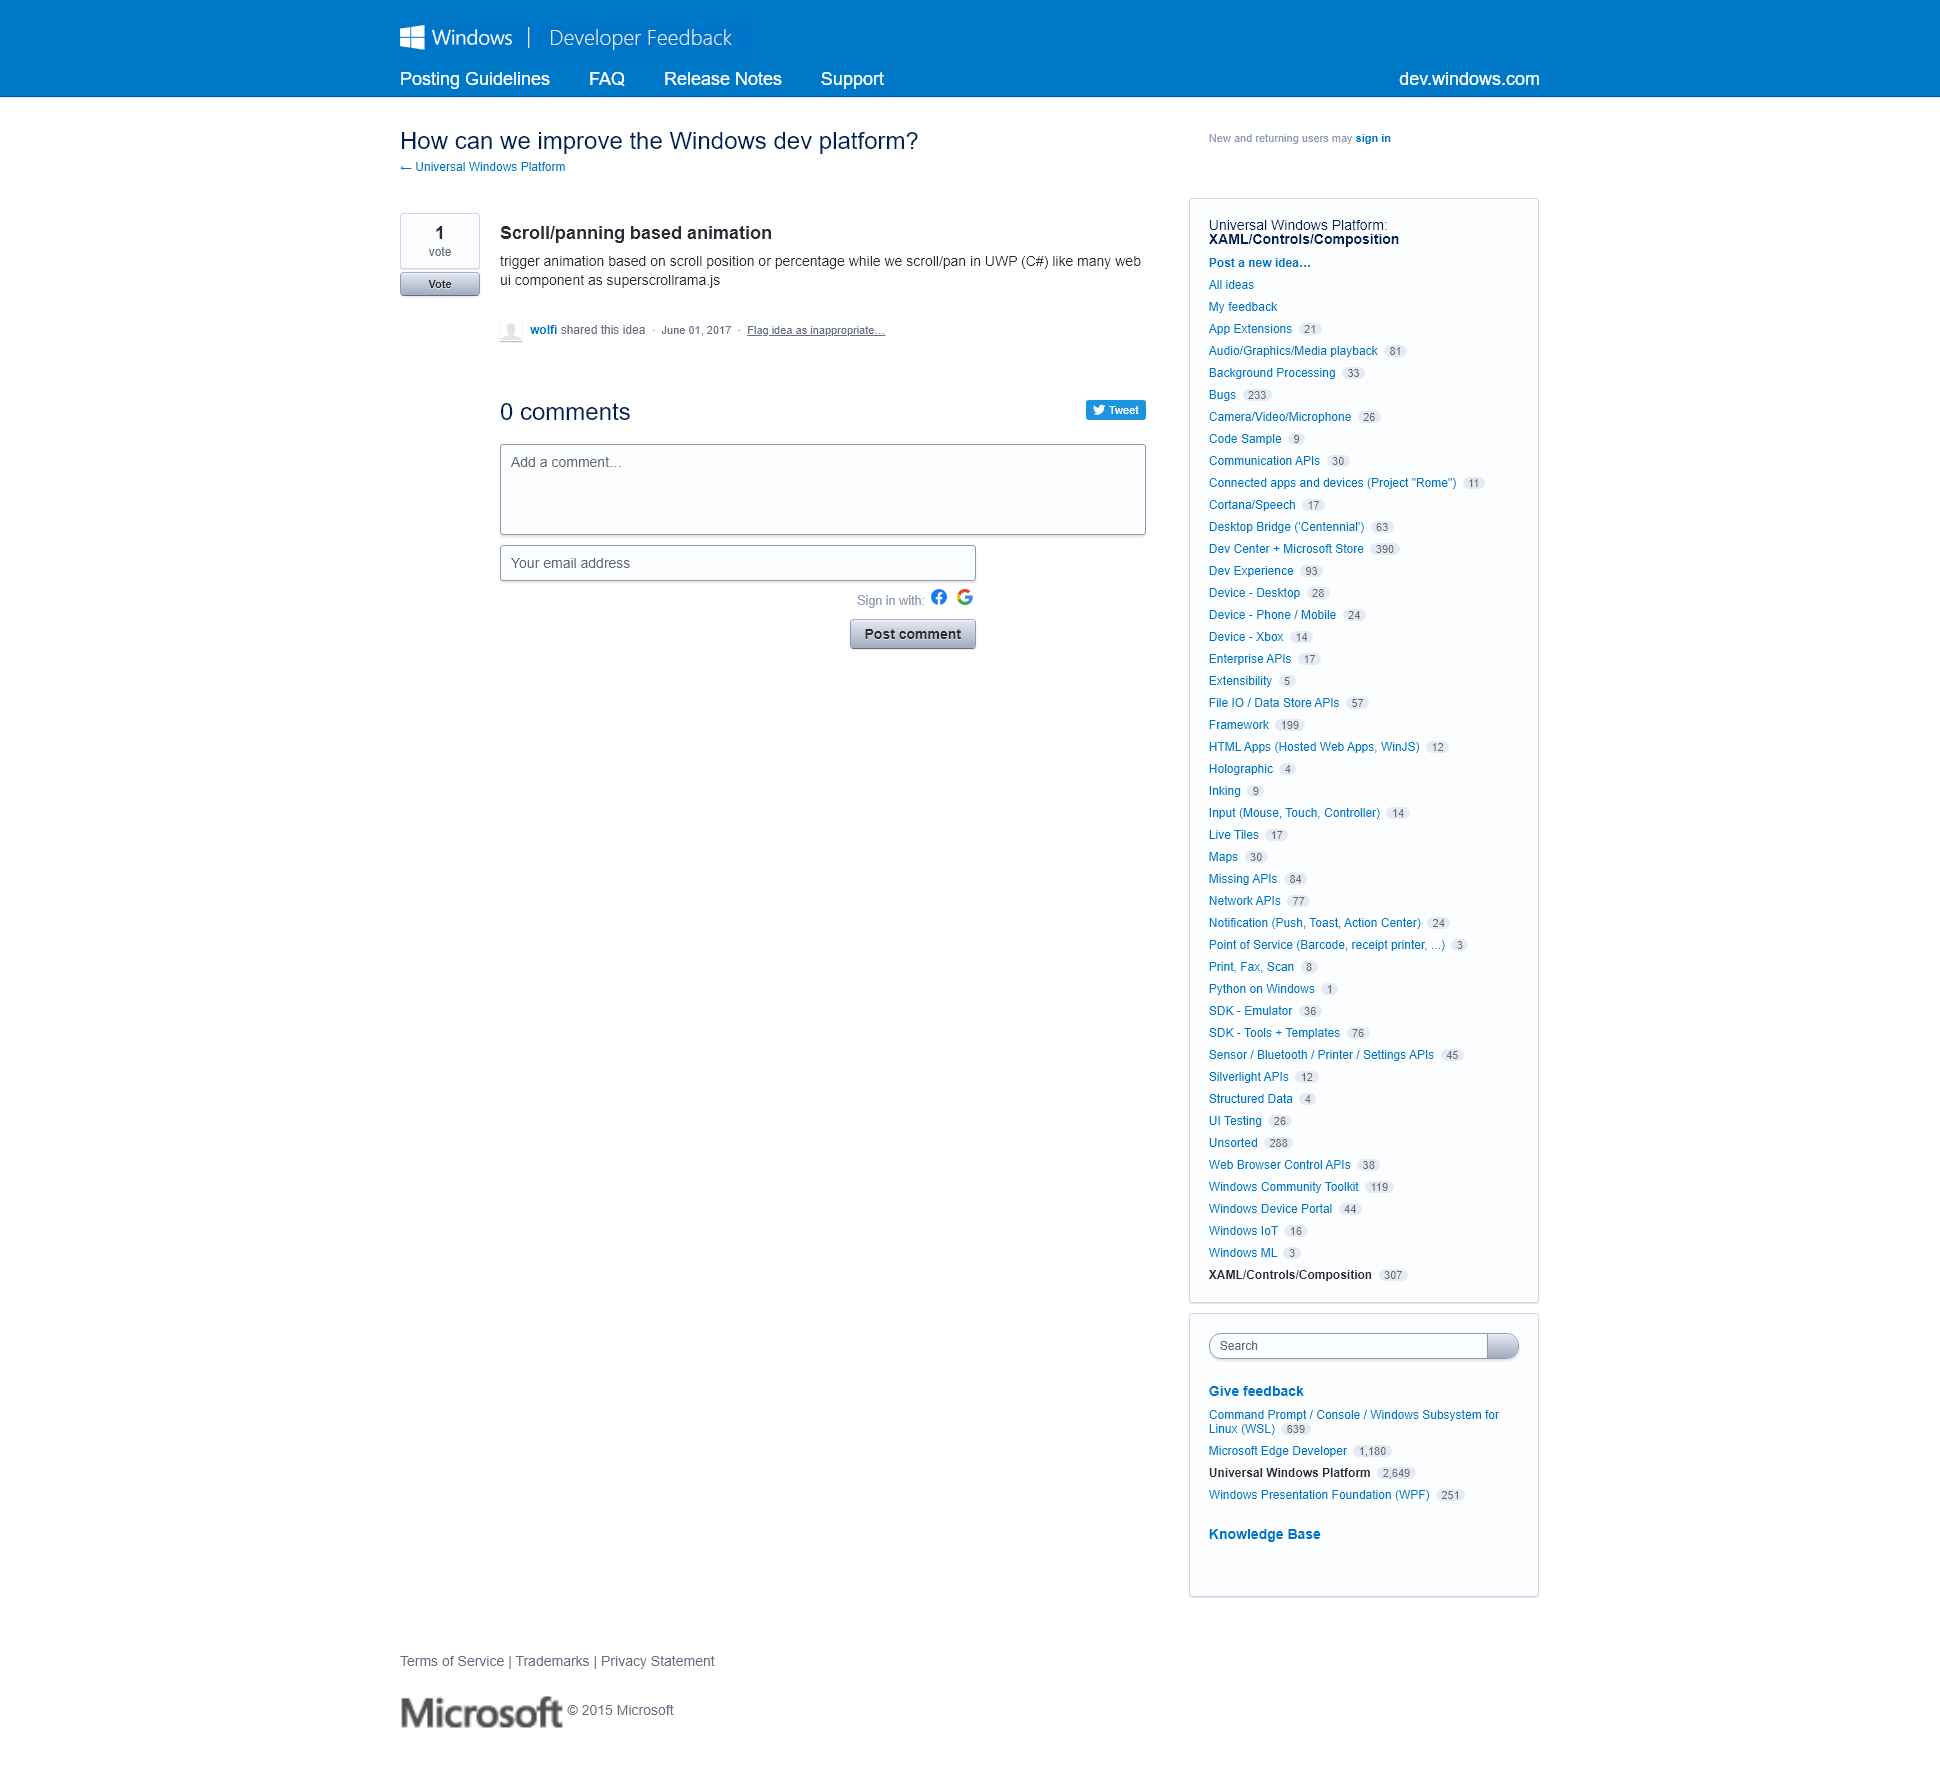 Windows | Developer Feedback
Posting Guidelines FAQ Release Notes Support dev.windows.com
How can we improve the Windows dev platform?
← Universal Windows Platform
New and returning users may sign in
1
vote
Vote
Scroll/panning based animation
trigger animation based on scroll position or percentage while we scroll/pan in UWP (C#) like many web
ui component as superscrollrama.js
wolfi shared this idea · June 01, 2017 · Flag idea as inappropriate…
0 comments
Tweet
Add a comment…
Your email address
Sign in with:
Post comment
Universal Windows Platform:
XAML/Controls/Composition
Post a new idea…
All ideas
My feedback
App Extensions 21
Audio/Graphics/Media playback 81
Background Processing 33
Bugs 233
Camera/Video/Microphone 26
Code Sample 9
Communication APIs 30
Connected apps and devices (Project "Rome") 11
Cortana/Speech 17
Desktop Bridge ('Centennial') 63
Dev Center + Microsoft Store 390
Dev Experience 93
Device - Desktop 28
Device - Phone / Mobile 24
Device - Xbox 14
Enterprise APIs 17
Extensibility 5
File IO / Data Store APIs 57
Framework 199
HTML Apps (Hosted Web Apps, WinJS) 12
Holographic 4
Inking 9
Input (Mouse, Touch, Controller) 14
Live Tiles 17
Maps 30
Missing APIs 84
Network APIs 77
Notification (Push, Toast, Action Center) 24
Point of Service (Barcode, receipt printer, ...) 3
Print, Fax, Scan 8
Python on Windows 1
SDK - Emulator 36
SDK - Tools + Templates 76
Sensor / Bluetooth / Printer / Settings APIs 45
Silverlight APIs 12
Structured Data 4
UI Testing 26
Unsorted 288
Web Browser Control APIs 38
Windows Community Toolkit 119
Windows Device Portal 44
Windows IoT 16
Windows ML 3
XAML/Controls/Composition 307
Search
Give feedback
Command Prompt / Console / Windows Subsystem for
Linux (WSL) 639
Microsoft Edge Developer 1,180
Universal Windows Platform 2,649
Windows Presentation Foundation (WPF) 251
Knowledge Base
Terms of Service | Trademarks | Privacy Statement
Microsoft © 2015 Microsoft